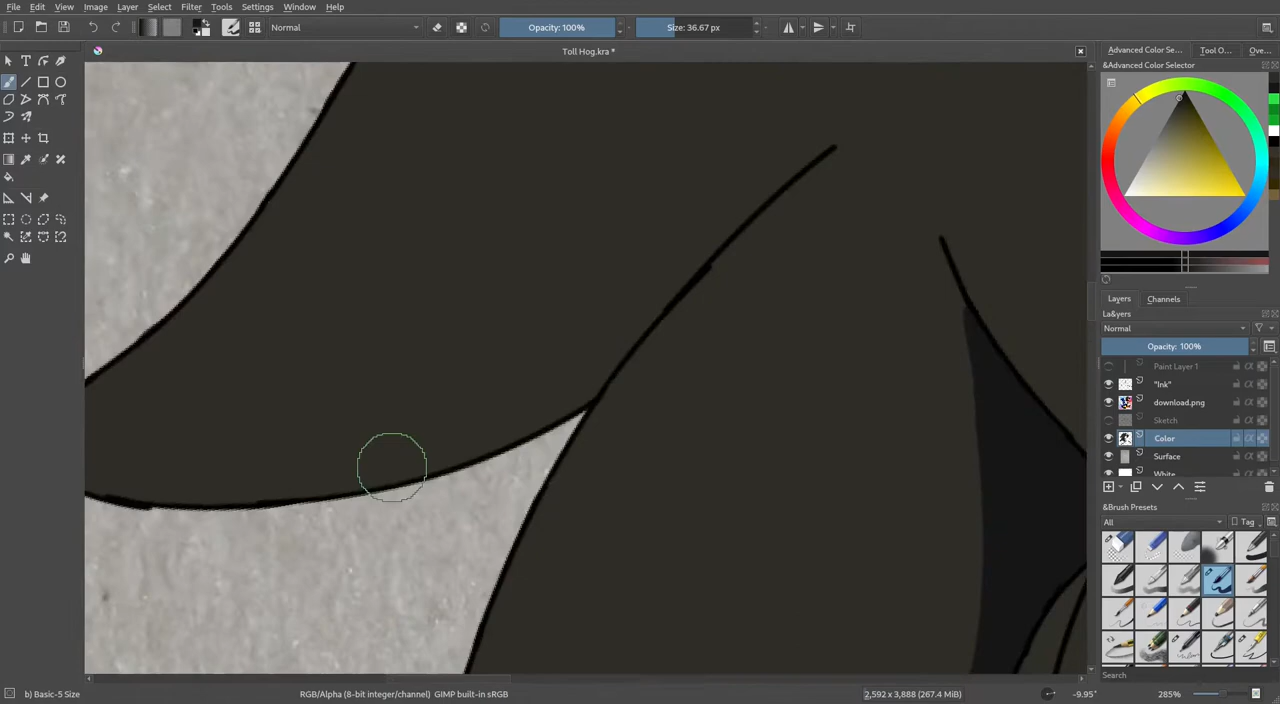 File Edit View Image Layer Select Filter Tools Settings Window Help
Normal Opacity: 100% Size: 36.67 px
Toll Hog.kra *
Advanced Color Se... Tool O... Ove...
&Advanced Color Selector
Layers Channels
La&yers
Normal
Opacity: 100%
Paint Layer 1
"Ink"
download.png
Sketch
Color
Surface
White
&Brush Presets
All Tag
Search
b) Basic-5 Size RGB/Alpha (8-bit integer/channel) GIMP built-in sRGB 2,592 x 3,888 (267.4 MiB) -9.95° 285%